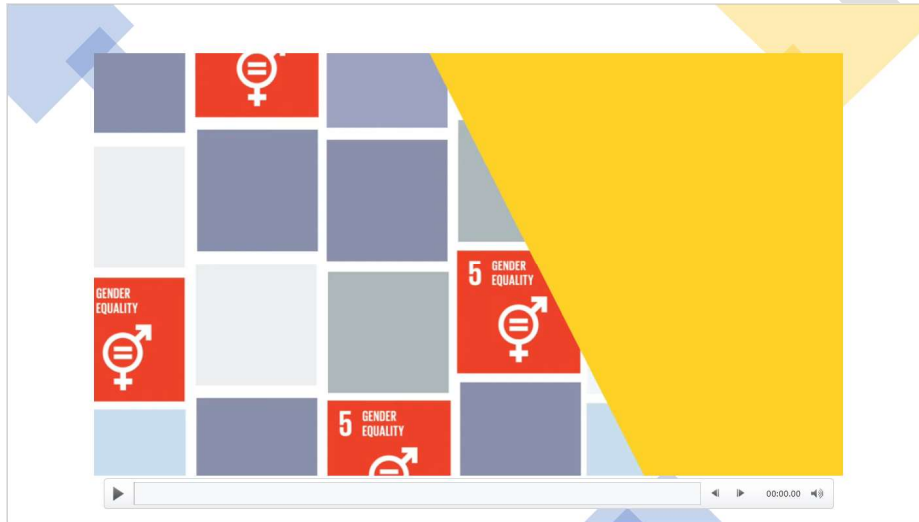 5 GENDER
EQUALITY
GENDER
EQUALITY
5 GENDER
EQUALITY
00:00.00